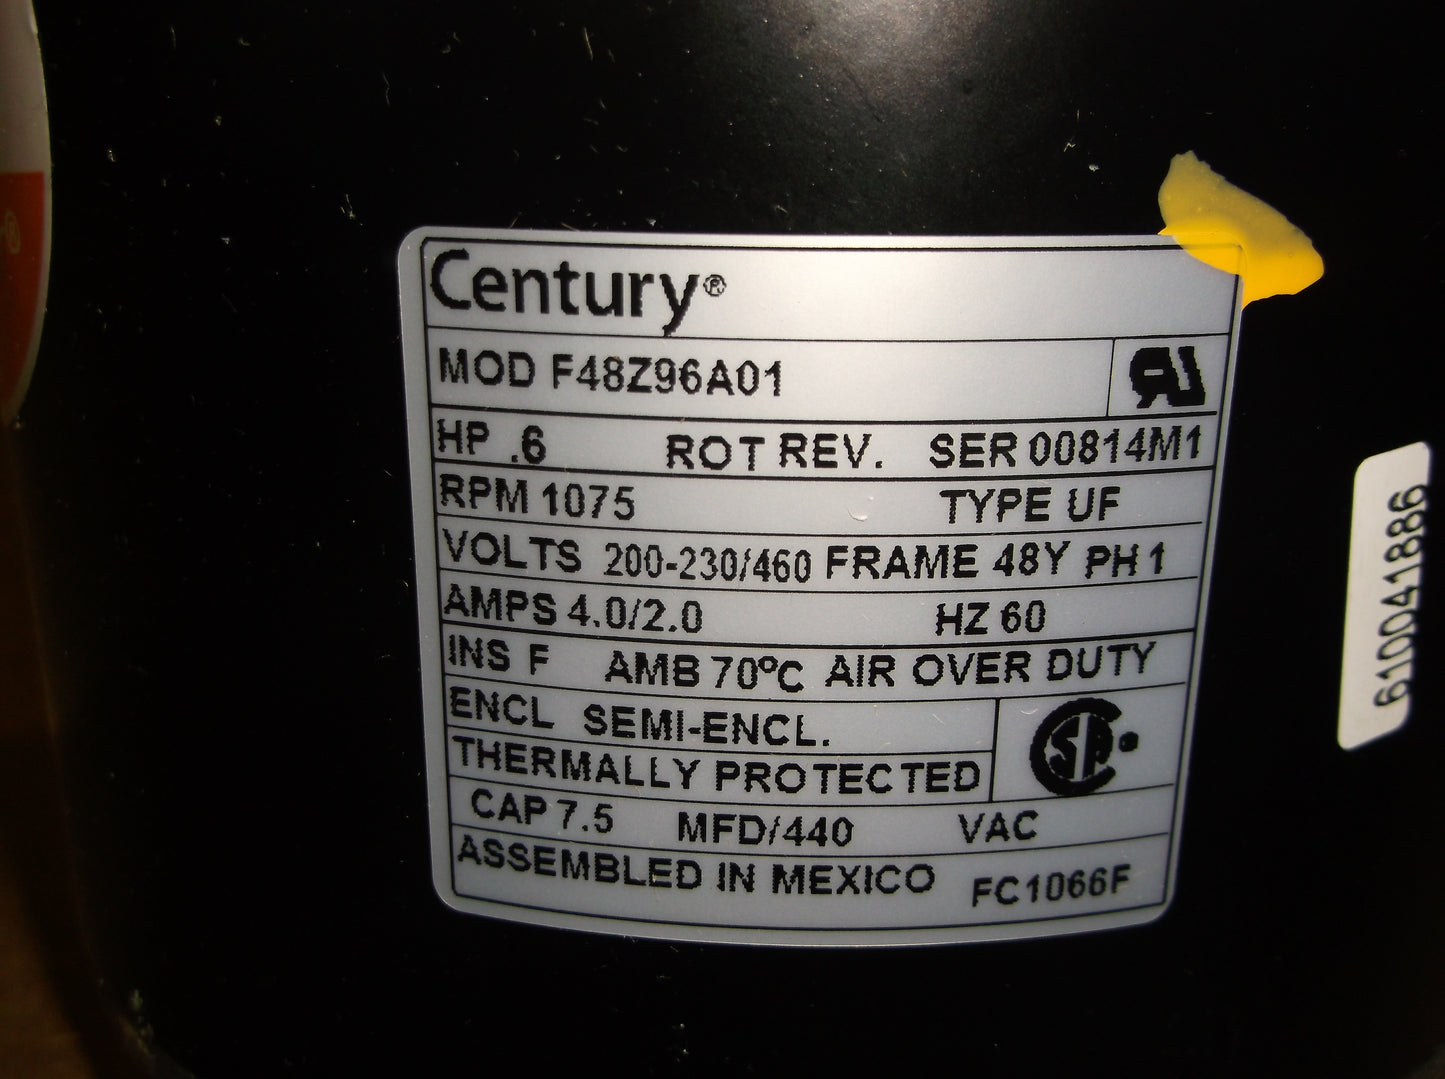 Century®
MOD F48Z96A01
HP .6 ROT REV. SER 00814M1
RPM 1075 TYPE UF
VOLTS 200-230/460 FRAME 48Y PH 1
AMPS 4.0/2.0 HZ 60
INS F AMB 70°C AIR OVER DUTY
ENCL SEMI-ENCL.
THERMALLY PROTECTED
CAP 7.5 MFD/440 VAC
ASSEMBLED IN MEXICO FC1066F
610041886